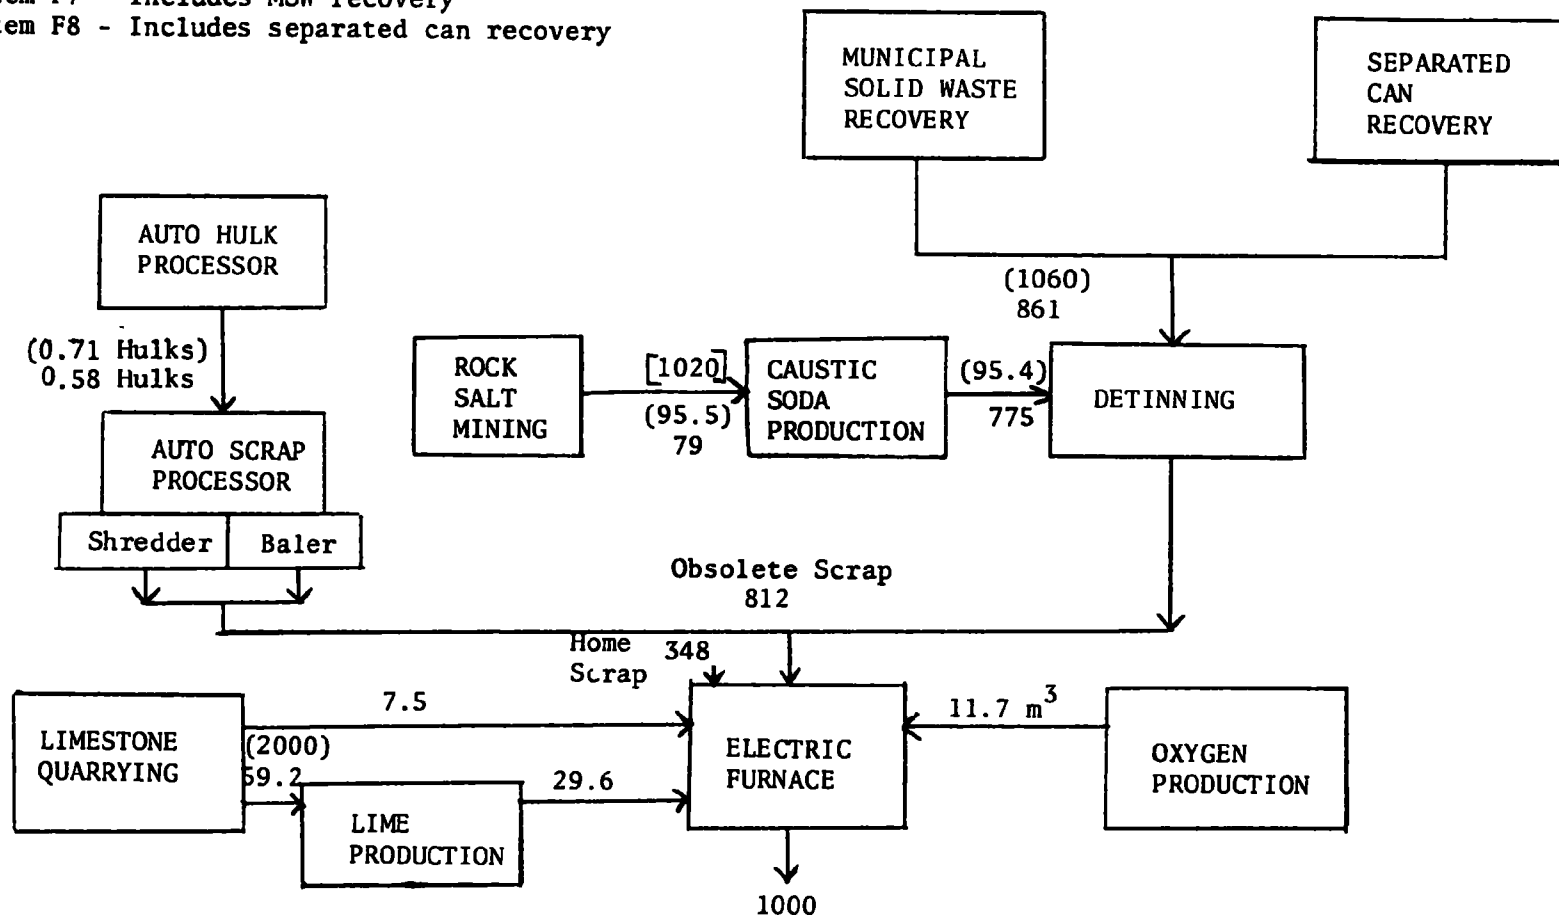 Includes MSW recovery
em F8 - Includes separated can recovery
MUNICIPAL
SOLID WASTE
RECOVERY
SEPARATED
CAN
RECOVERY
AUTO HULK
PROCESSOR
(1060)
861
(0.71 Hulks)
0.58 Hulks
ROCK
SALT
MINING
[1020]
(95.5)
79
CAUSTIC
SODA
PRODUCTION
(95.4)
775
DETINNING
AUTO SCRAP
PROCESSOR
Shredder
Baler
Obsolete Scrap
812
Home
Scrap
348
7.5
LIMESTONE
QUARRYING
(2000)
59.2
29.6
LIME
PRODUCTION
ELECTRIC
FURNACE
11.7 m³
OXYGEN
PRODUCTION
1000